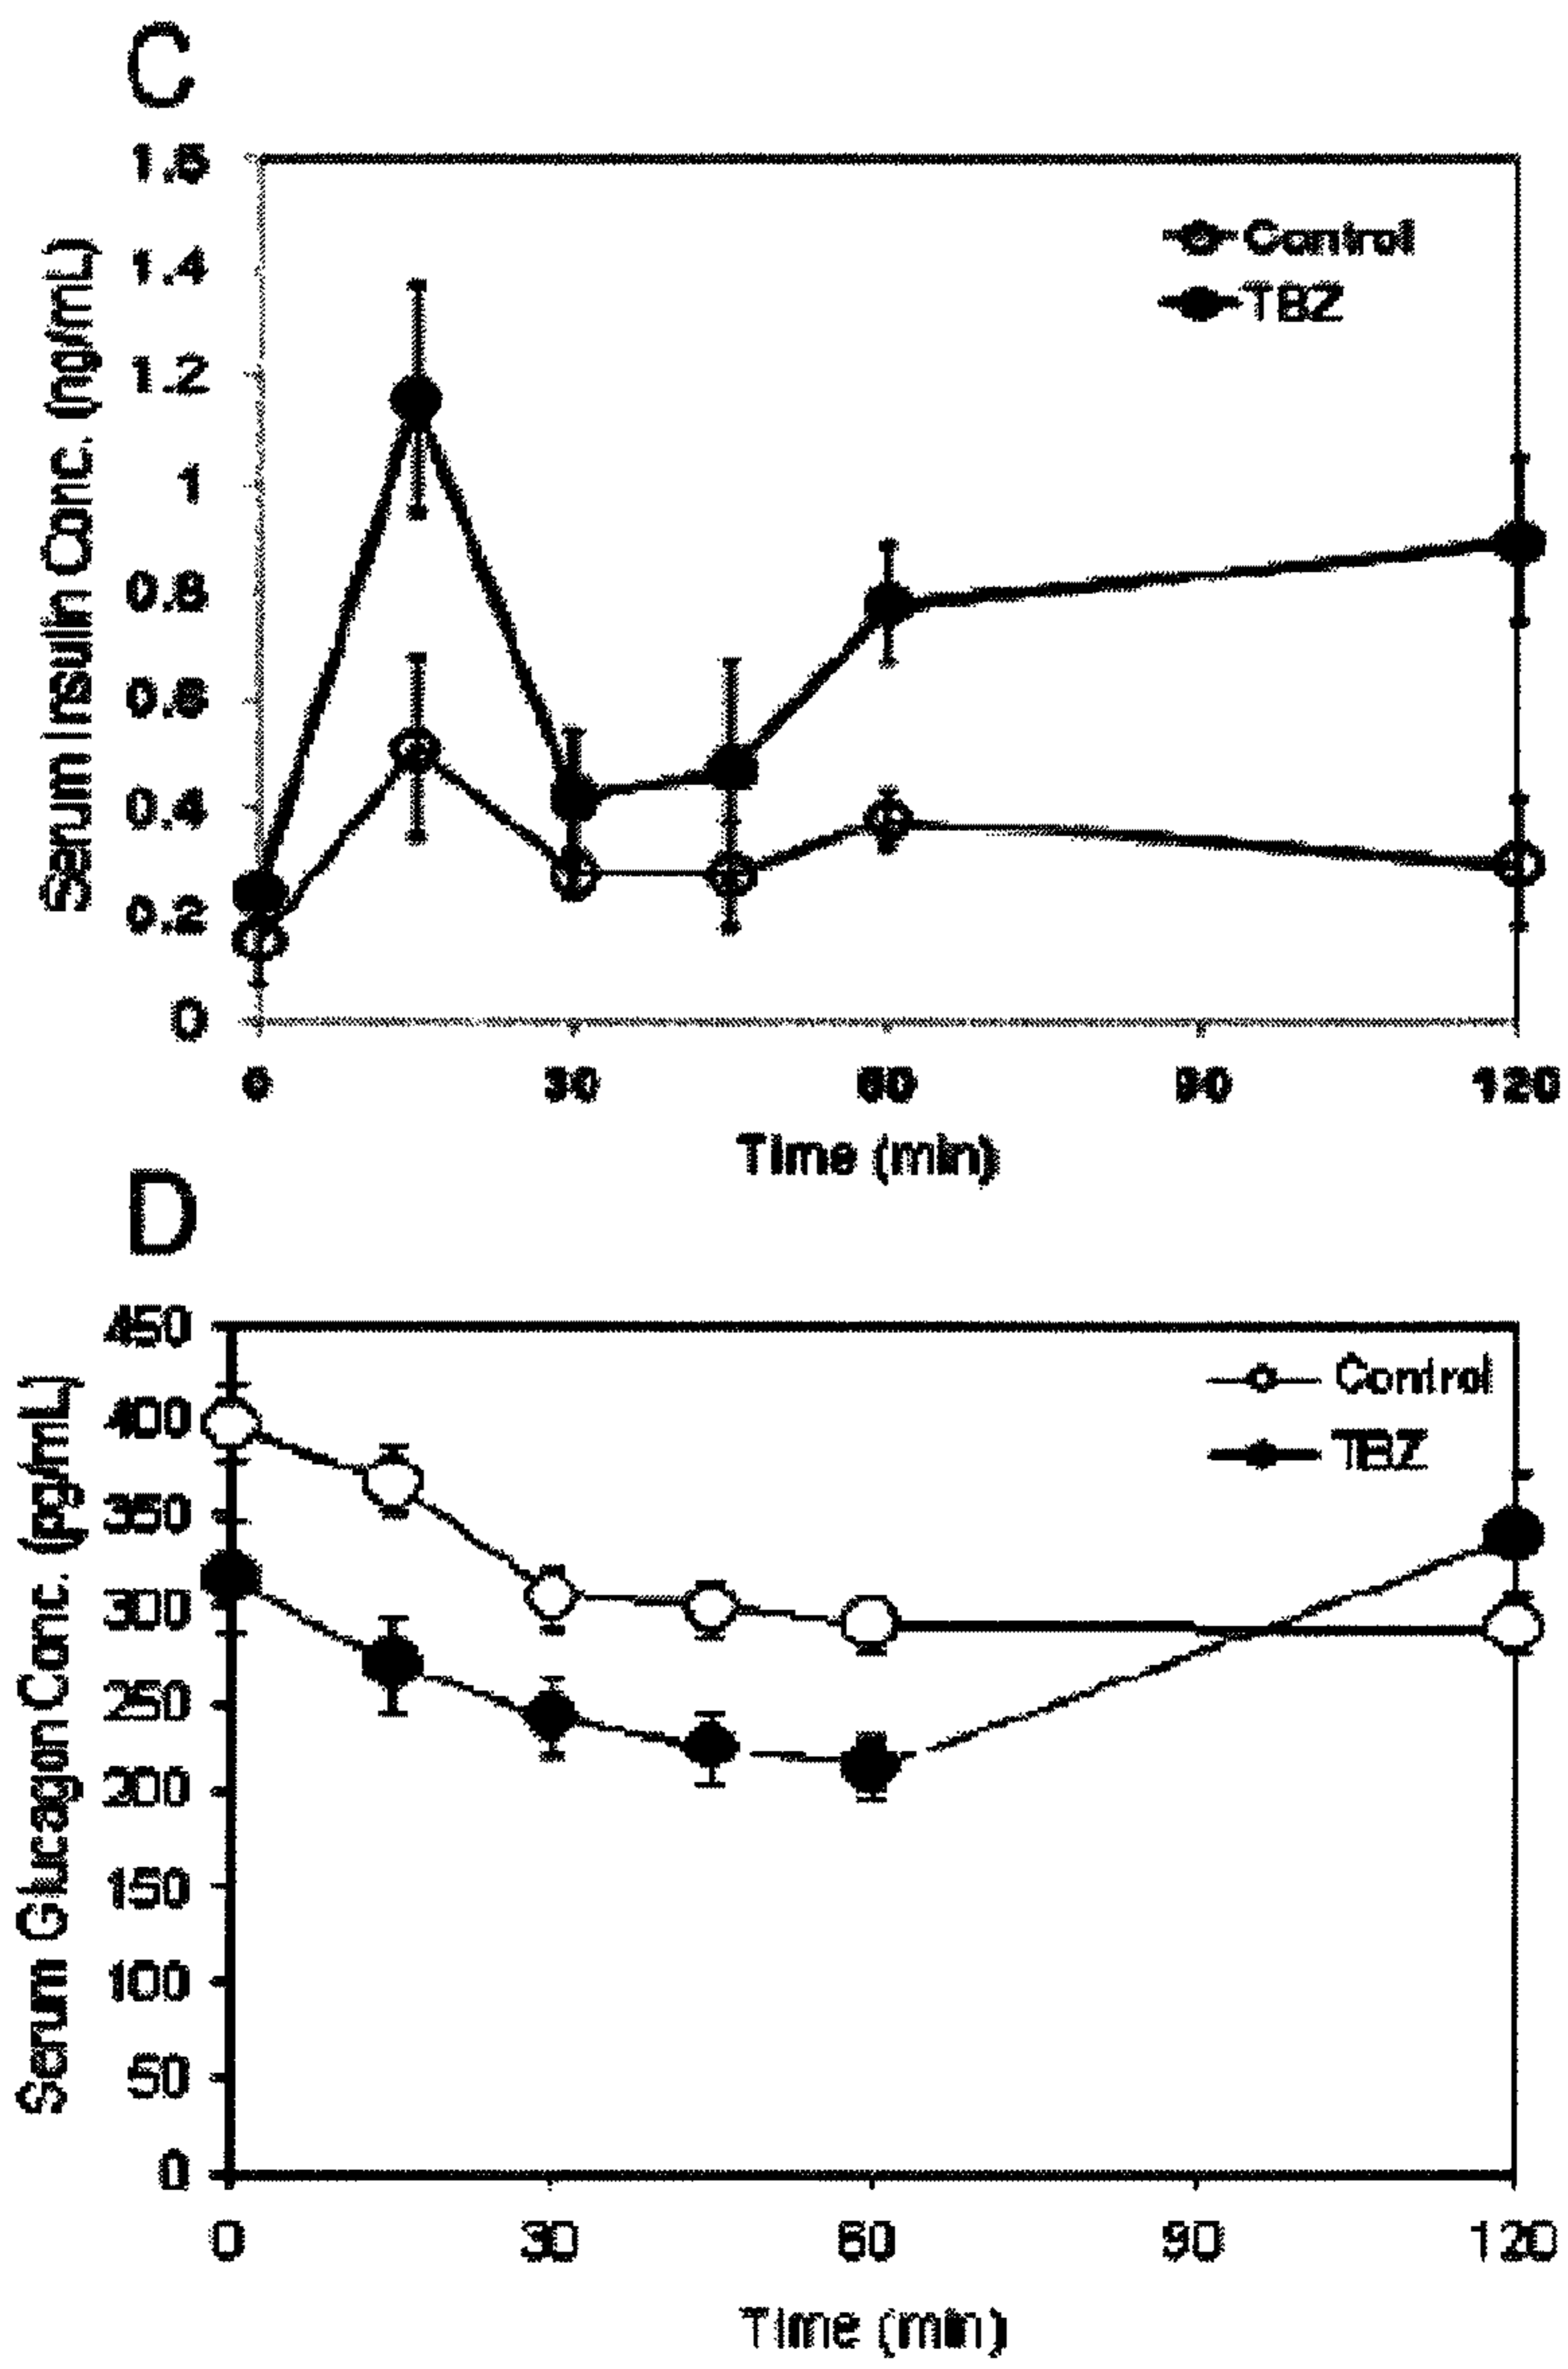 C
1.6
1.4
1.2
1
0.8
0.6
0.4
0.2
0
Serum Insulin Conc. (ng/mL)
Control
TBZ
0 30 60 90 120
Time (min)
D
450
400
350
300
250
200
150
100
50
0
Serum Glucagon Conc. (pg/mL)
Control
TBZ
0 30 60 90 120
Time (min)